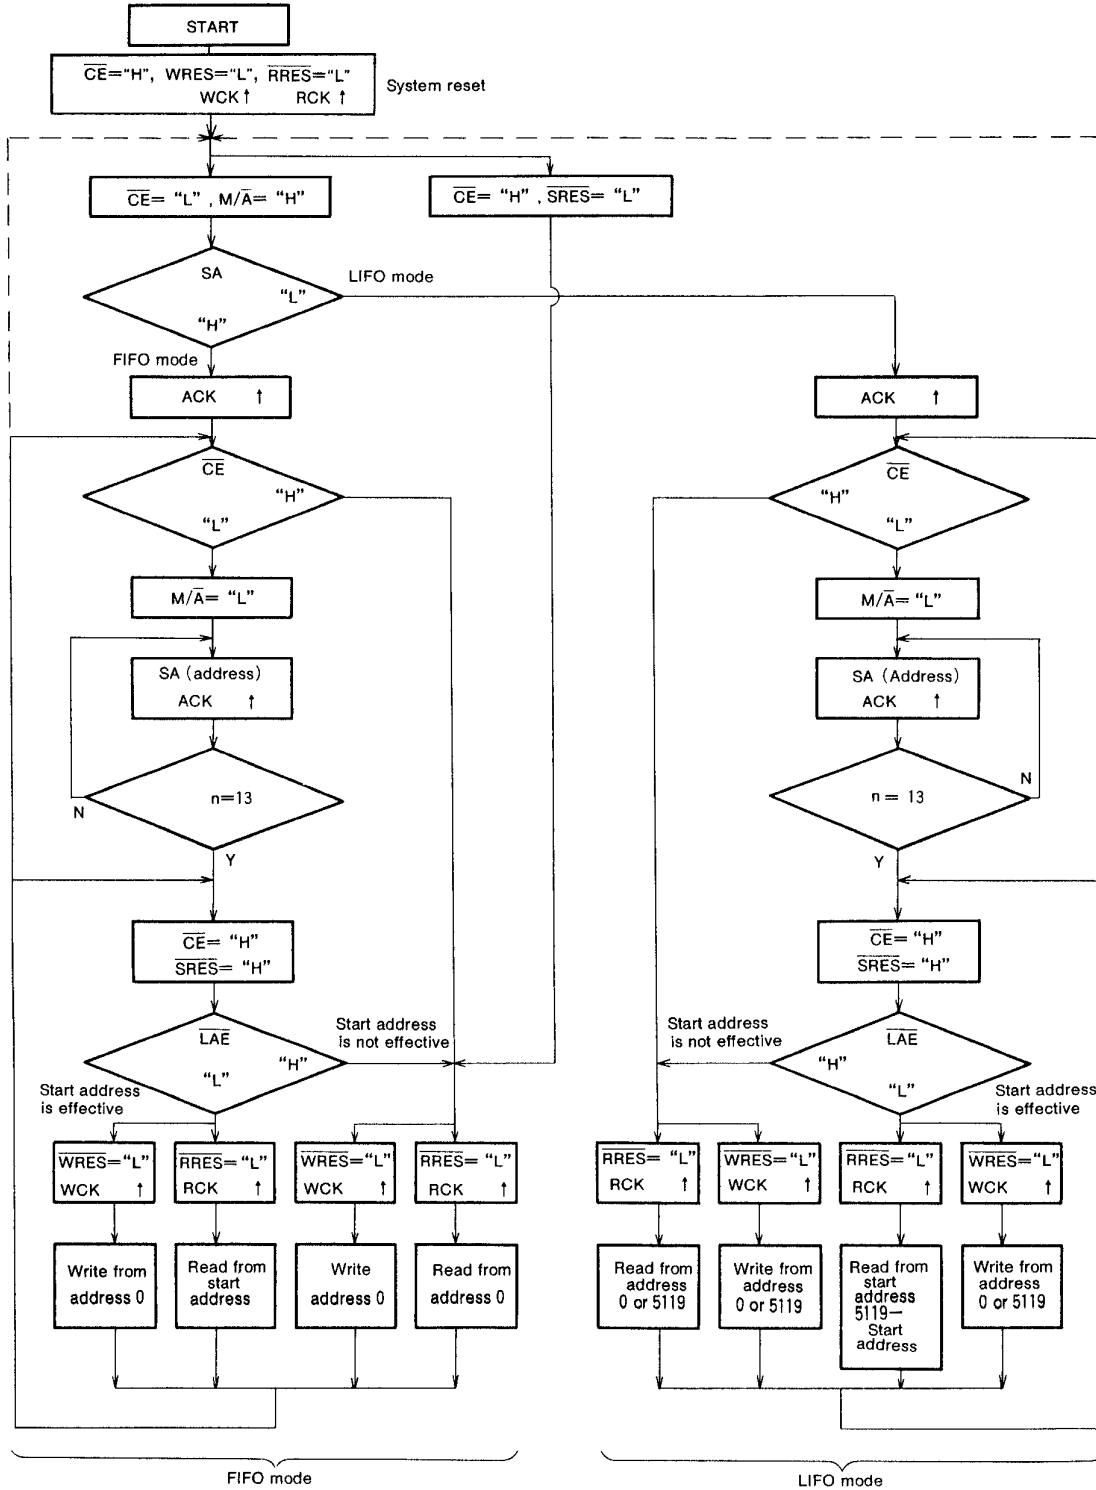 START
CE="H", WRES="L", RRES="L"
WCK ↑ RCK ↑
System reset
CE= "L" , M/A= "H"
CE= "H" , SRES= "L"
SA
"L"
"H"
LIFO mode
FIFO mode
ACK ↑
ACK ↑
CE
"H"
"L"
CE
"H"
"L"
M/A= "L"
M/A= "L"
SA (address)
ACK ↑
SA (Address)
ACK ↑
n=13
N
Y
n = 13
N
Y
CE= "H"
SRES= "H"
CE= "H"
SRES= "H"
LAE
"H"
"L"
Start address
is not effective
Start address
is effective
Start address
is not effective
LAE
"H"
"L"
Start address
is effective
WRES="L"
WCK ↑
RRES="L"
RCK ↑
WRES="L"
WCK ↑
RRES= "L"
RCK ↑
RRES= "L"
RCK ↑
WRES="L"
WCK ↑
RRES="L"
RCK ↑
WRES="L"
WCK ↑
Write from
address 0
Read from
start
address
Write
address 0
Read from
address 0
Read from
address
0 or 5119
Write from
address
0 or 5119
Read from
start
address
5119—
Start
address
Write from
address
0 or 5119
FIFO mode
LIFO mode